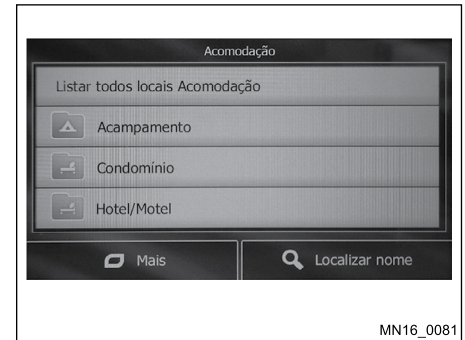 Acomodação
Listar todos locais Acomodação
Acampamento
Condomínio
Hotel/Motel
Mais
Localizar nome
MN16_0081